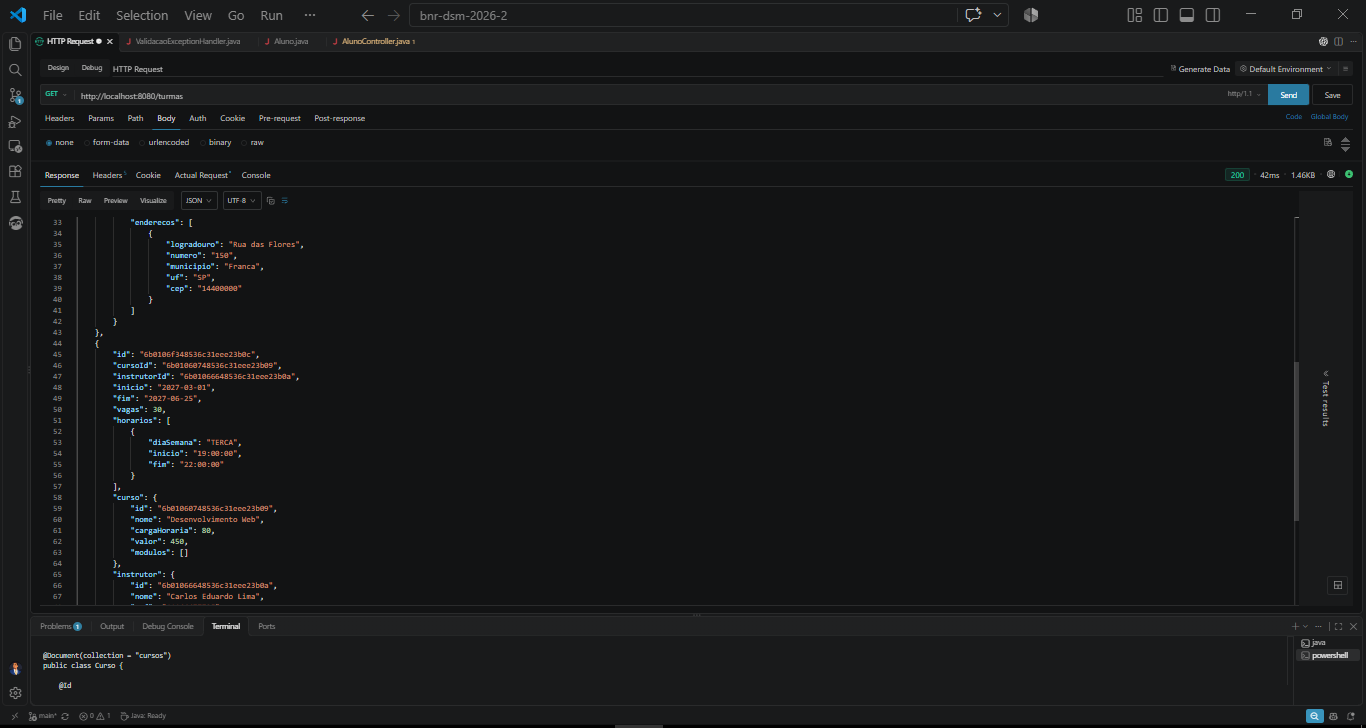 File Edit Selection View Go Run ··· bnr-dsm-2026-2
HTTP Request ValidacaoExceptionHandler.java Aluno.java AlunoController.java 1
Design Debug HTTP Request Generate Data Default Environment
GET http://localhost:8080/turmas http/1.1 Send Save
Headers Params Path Body Auth Cookie Pre-request Post-response Code Global Body
none form-data urlencoded binary raw
Response Headers Cookie Actual Request Console 200 42ms 1.46KB
Pretty Raw Preview Visualize JSON UTF-8
33 "enderecos": [
34 {
35 "logradouro": "Rua das Flores",
36 "numero": "150",
37 "municipio": "Franca",
38 "uf": "SP",
39 "cep": "14400000"
40 }
41 ]
42 }
43 },
44 {
45 "id": "6b0106f348536c31eee23b0c",
46 "cursoId": "6b01060748536c31eee23b09",
47 "instrutorId": "6b01066648536c31eee23b0a",
48 "inicio": "2027-03-01",
49 "fim": "2027-06-25",
50 "vagas": 30,
51 "horarios": [
52 {
53 "diaSemana": "TERCA",
54 "inicio": "19:00:00",
55 "fim": "22:00:00"
56 }
57 ],
58 "curso": {
59 "id": "6b01060748536c31eee23b09",
60 "nome": "Desenvolvimento Web",
61 "cargaHoraria": 80,
62 "valor": 450,
63 "modulos": []
64 },
65 "instrutor": {
66 "id": "6b01066648536c31eee23b0a",
67 "nome": "Carlos Eduardo Lima",
Test results
Problems 1 Output Debug Console Terminal Ports
@Document(collection = "cursos")
public class Curso {
@Id
java
powershell
main* 0 1 Java: Ready